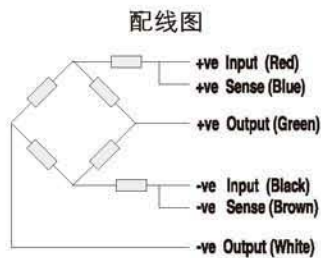 配线图
+ve Input (Red)
+ve Sense (Blue)
+ve Output (Green)
-ve Input (Black)
-ve Sense (Brown)
-ve Output (White)